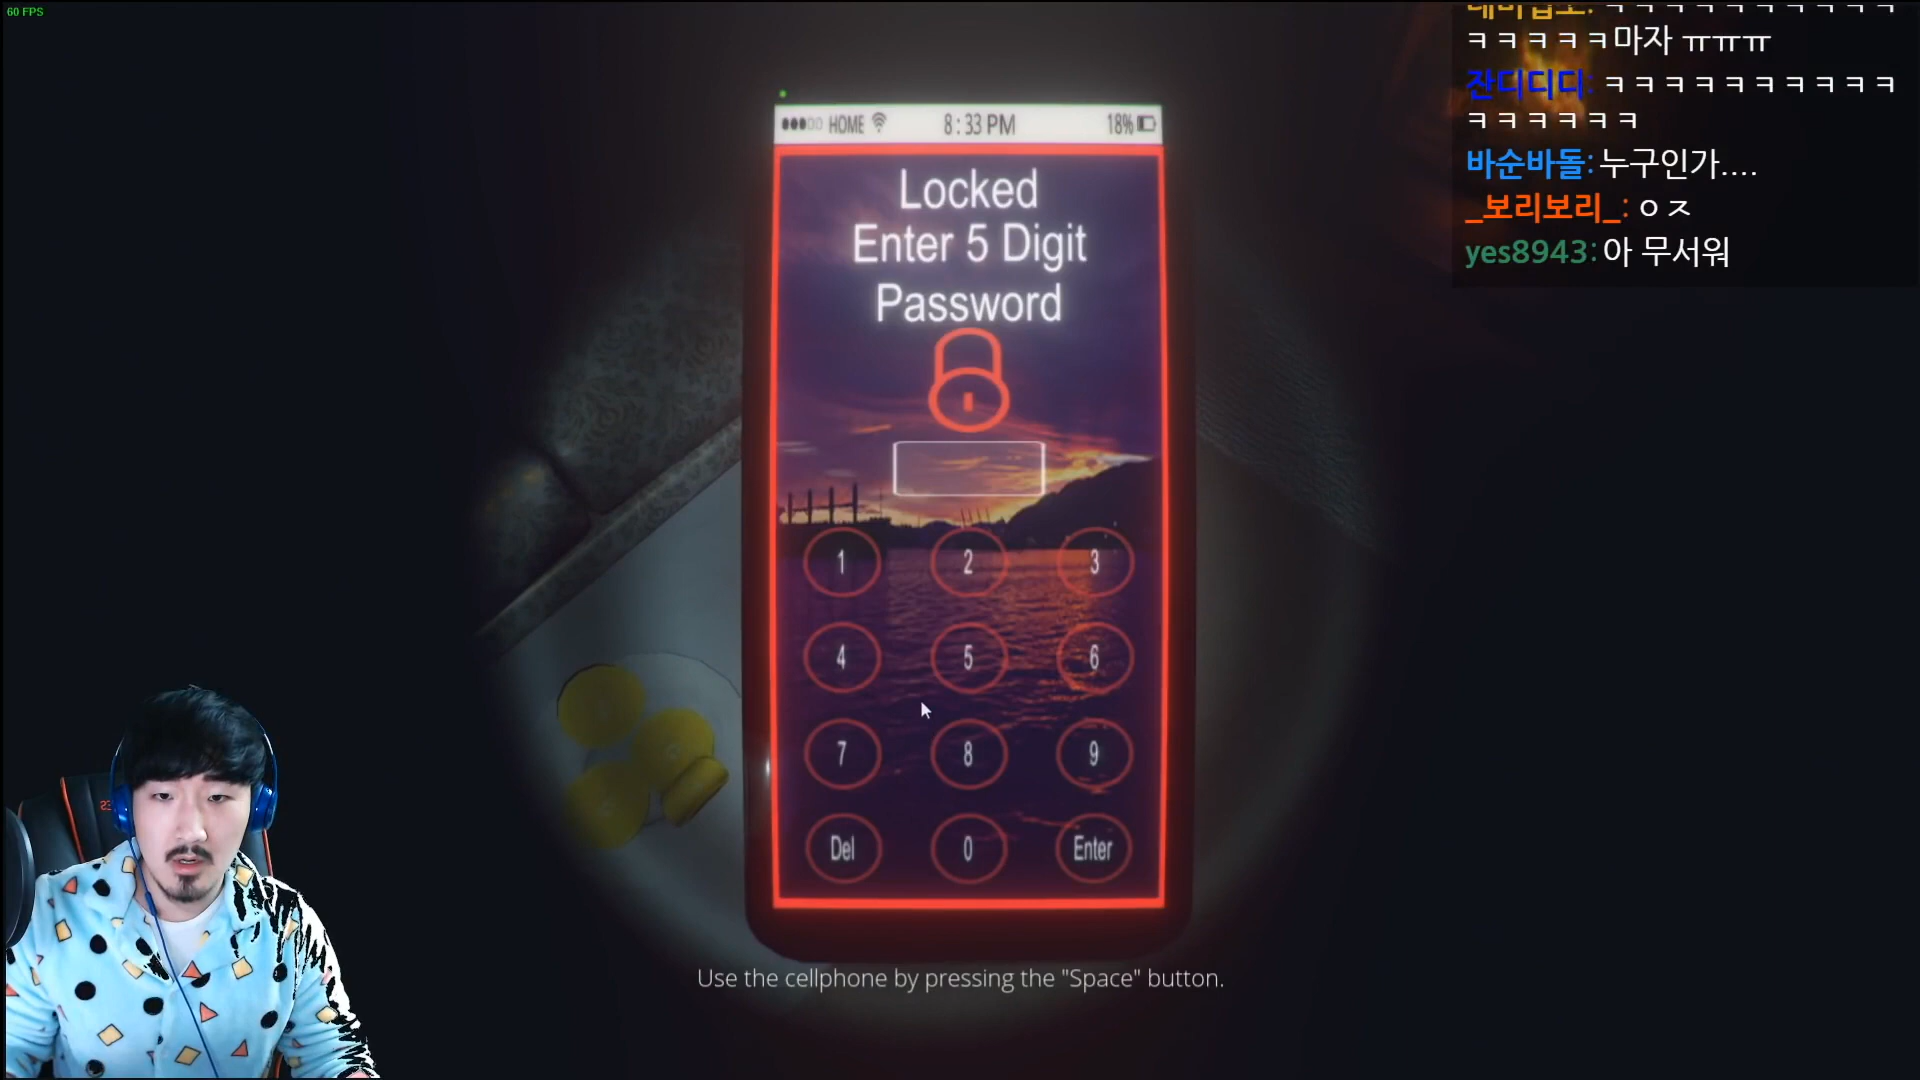 60 FPS
HOME 8:33 PM 18%
Locked
Enter 5 Digit
Password
1 2 3
4 5 6
7 8 9
Del 0 Enter
Use the cellphone by pressing the "Space" button.
ㅋㅋㅋㅋㅋㅋㅋㅋㅋㅋ
ㅋㅋㅋㅋㅋ마자 ㅠㅠㅠ
잔디디디: ㅋㅋㅋㅋㅋㅋㅋㅋㅋㅋ
ㅋㅋㅋㅋㅋㅋ
바순바돌: 누구인가....
_보리보리_: ㅇㅈ
yes8943: 아 무서워